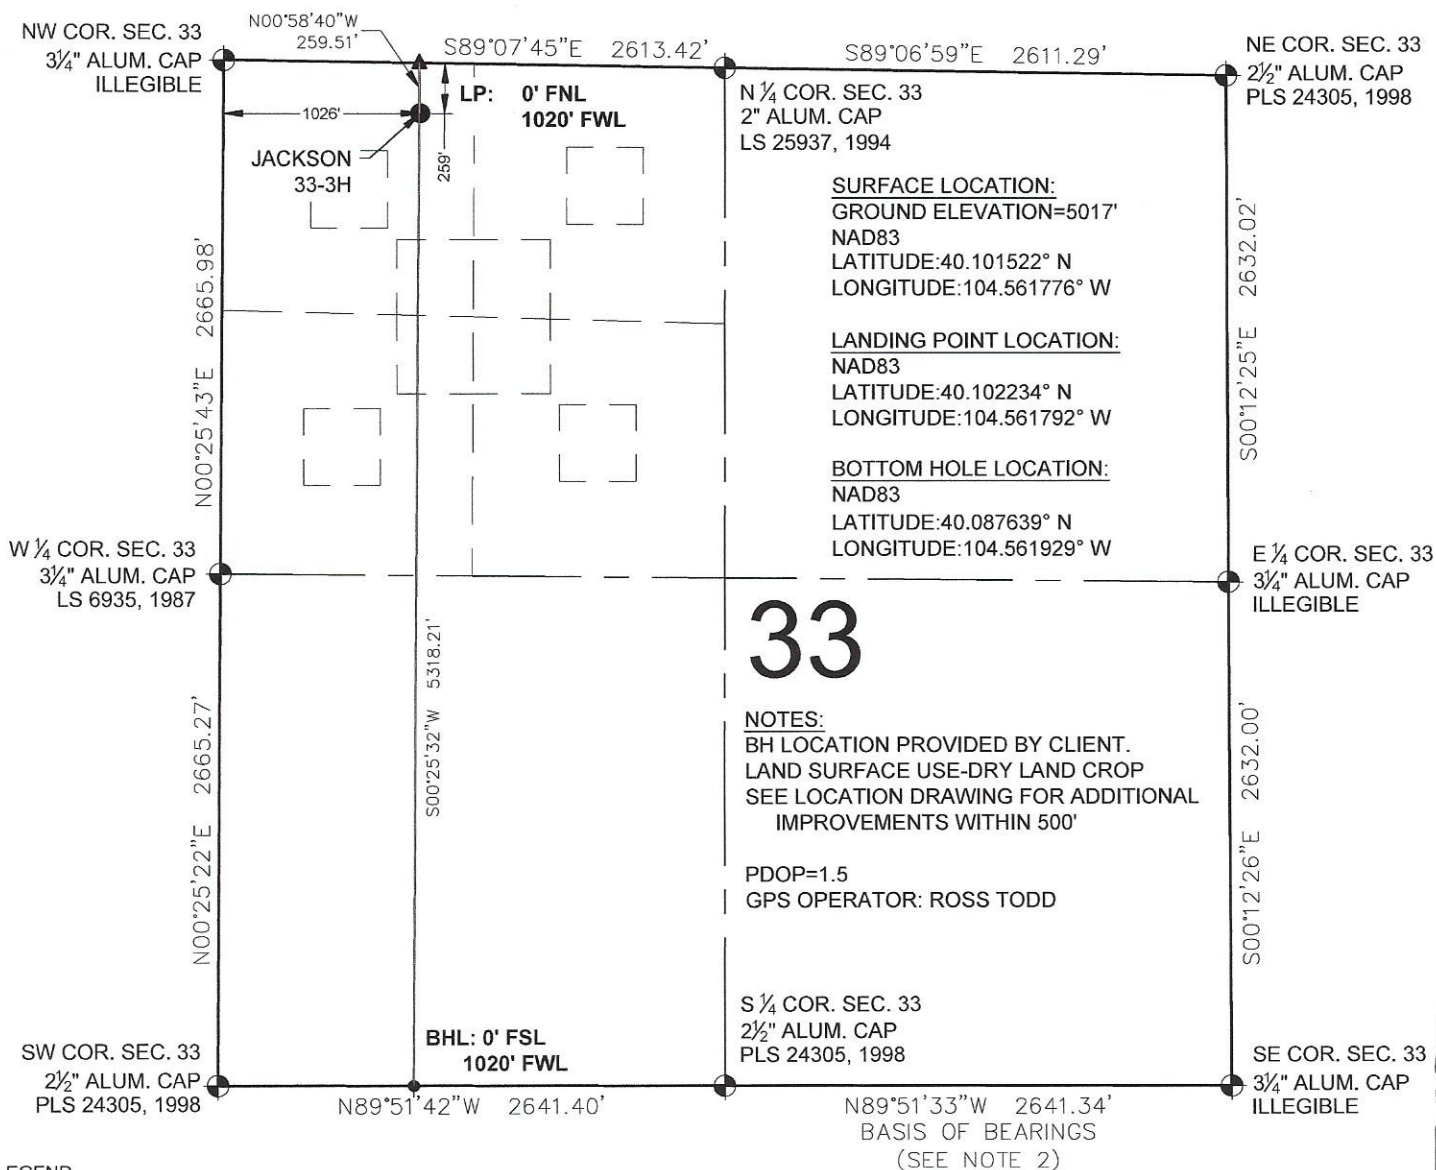 NW COR. SEC. 33
3¼" ALUM. CAP
ILLEGIBLE
N00°58'40"W
259.51'
S89°07'45"E 2613.42'
S89°06'59"E 2611.29'
NE COR. SEC. 33
2½" ALUM. CAP
PLS 24305, 1998
LP: 0' FNL
1020' FWL
1026'
259'
JACKSON
33-3H
N ¼ COR. SEC. 33
2" ALUM. CAP
LS 25937, 1994
SURFACE LOCATION:
GROUND ELEVATION=5017'
NAD83
LATITUDE:40.101522° N
LONGITUDE:104.561776° W
LANDING POINT LOCATION:
NAD83
LATITUDE:40.102234° N
LONGITUDE:104.561792° W
BOTTOM HOLE LOCATION:
NAD83
LATITUDE:40.087639° N
LONGITUDE:104.561929° W
N00°25'43"E 2665.98'
S00°12'25"E 2632.02'
W ¼ COR. SEC. 33
3¼" ALUM. CAP
LS 6935, 1987
E ¼ COR. SEC. 33
3¼" ALUM. CAP
ILLEGIBLE
33
S00°25'32"W 5318.21'
N00°25'22"E 2665.27'
S00°12'26"E 2632.00'
NOTES:
BH LOCATION PROVIDED BY CLIENT.
LAND SURFACE USE-DRY LAND CROP
SEE LOCATION DRAWING FOR ADDITIONAL
IMPROVEMENTS WITHIN 500'
PDOP=1.5
GPS OPERATOR: ROSS TODD
BHL: 0' FSL
1020' FWL
S ¼ COR. SEC. 33
2½" ALUM. CAP
PLS 24305, 1998
SW COR. SEC. 33
2½" ALUM. CAP
PLS 24305, 1998
SE COR. SEC. 33
3¼" ALUM. CAP
ILLEGIBLE
N89°51'42"W 2641.40'
N89°51'33"W 2641.34'
BASIS OF BEARINGS
(SEE NOTE 2)